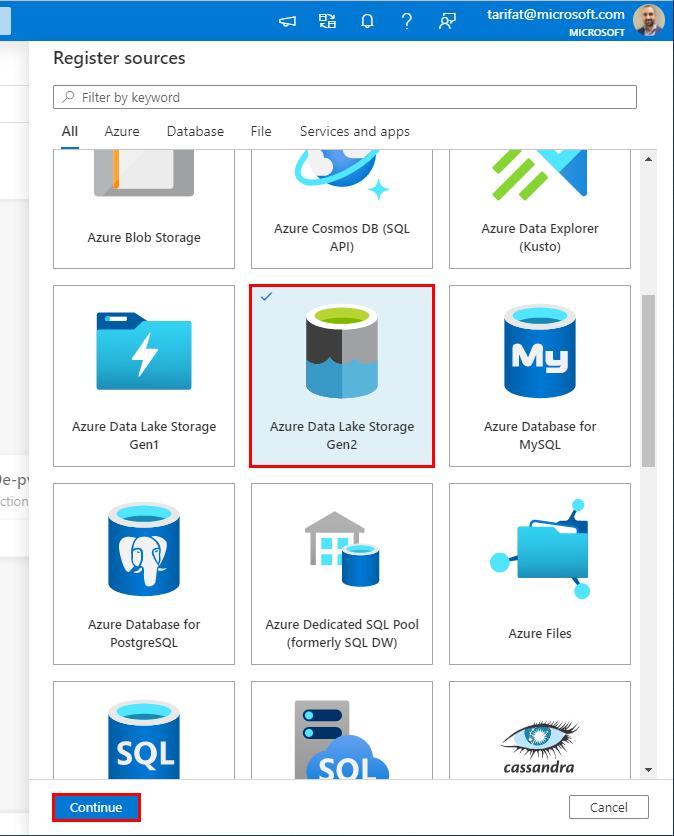 tarifat@microsoft.com
MICROSOFT
Register sources
Filter by keyword
All Azure Database File Services and apps
Azure Blob Storage
Azure Cosmos DB (SQL
API)
Azure Data Explorer
(Kusto)
Azure Data Lake Storage
Gen1
Azure Data Lake Storage
Gen2
My
Azure Database for
MySQL
Azure Database for
PostgreSQL
Azure Dedicated SQL Pool
(formerly SQL DW)
Azure Files
SQL
SQL
cassandra
Continue
Cancel